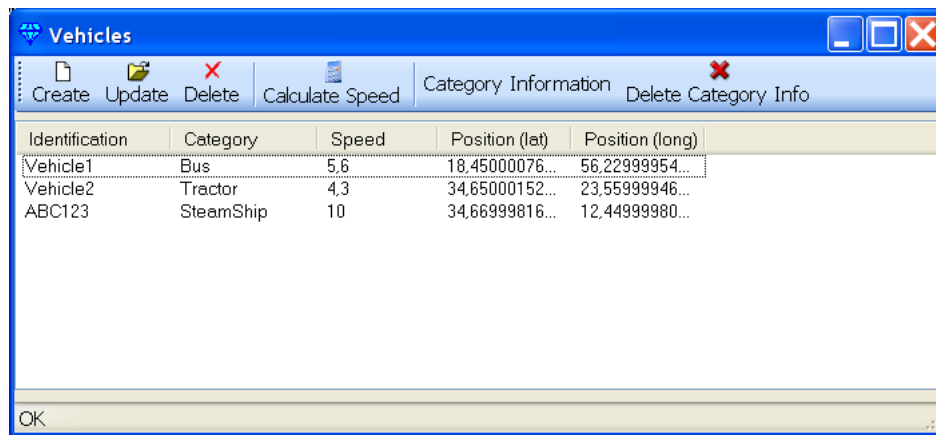 Vehicles
Create Update Delete Calculate Speed Category Information Delete Category Info
Identification Category Speed Position (lat) Position (long)
Vehicle1 Bus 5,6 18,45000076... 56,22999954...
Vehicle2 Tractor 4,3 34,65000152... 23,55999946...
ABC123 SteamShip 10 34,66999816... 12,44999980...
OK